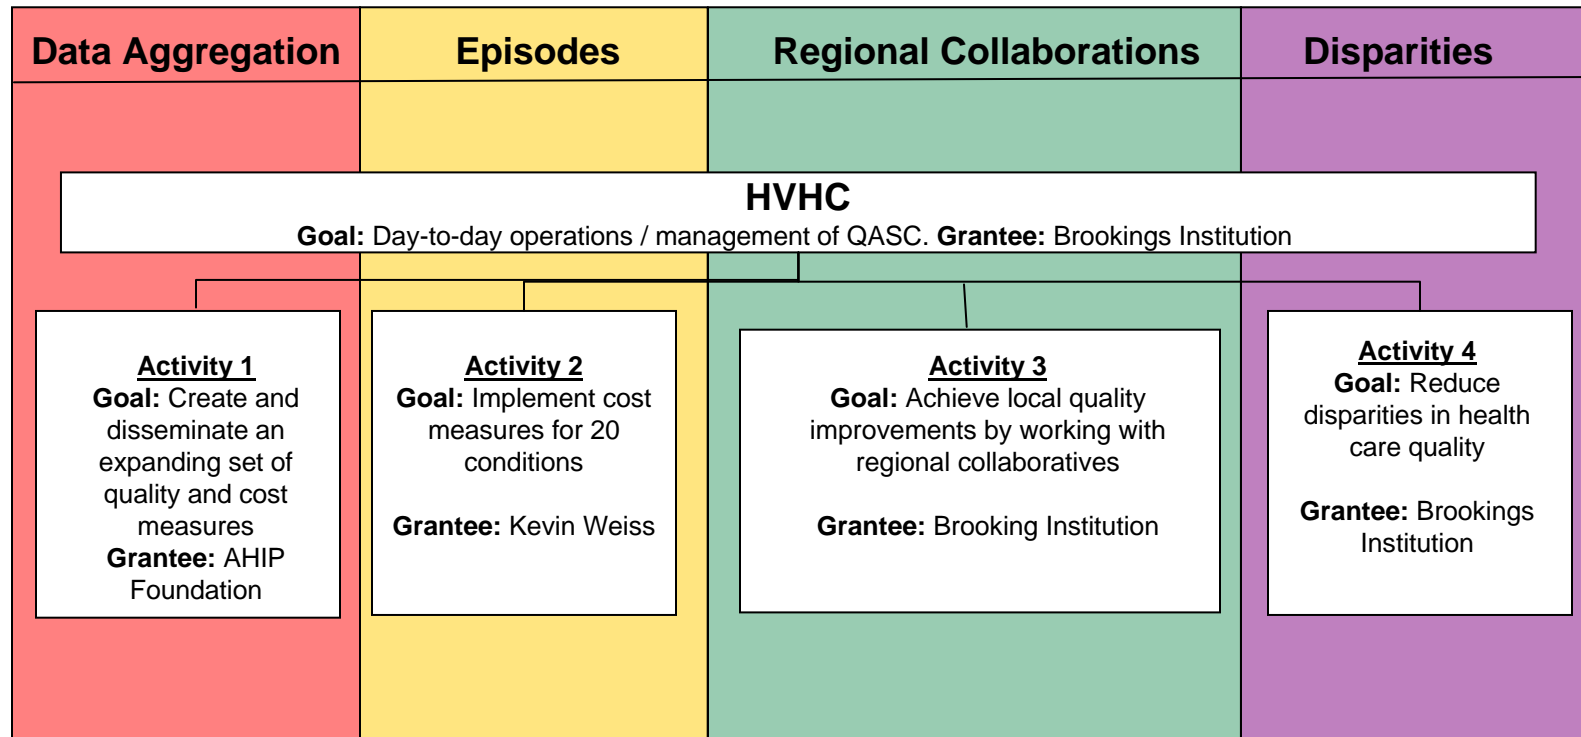 Data Aggregation
Episodes
Regional Collaborations
Disparities
HVHC
Goal: Day-to-day operations / management of QASC. Grantee: Brookings Institution
Activity 1
Goal: Create and
disseminate an
expanding set of
quality and cost
measures
Grantee: AHIP
Foundation
Activity 2
Goal: Implement cost
measures for 20
conditions
Grantee: Kevin Weiss
Activity 3
Goal: Achieve local quality
improvements by working with
regional collaboratives
Grantee: Brooking Institution
Activity 4
Goal: Reduce
disparities in health
care quality
Grantee: Brookings
Institution